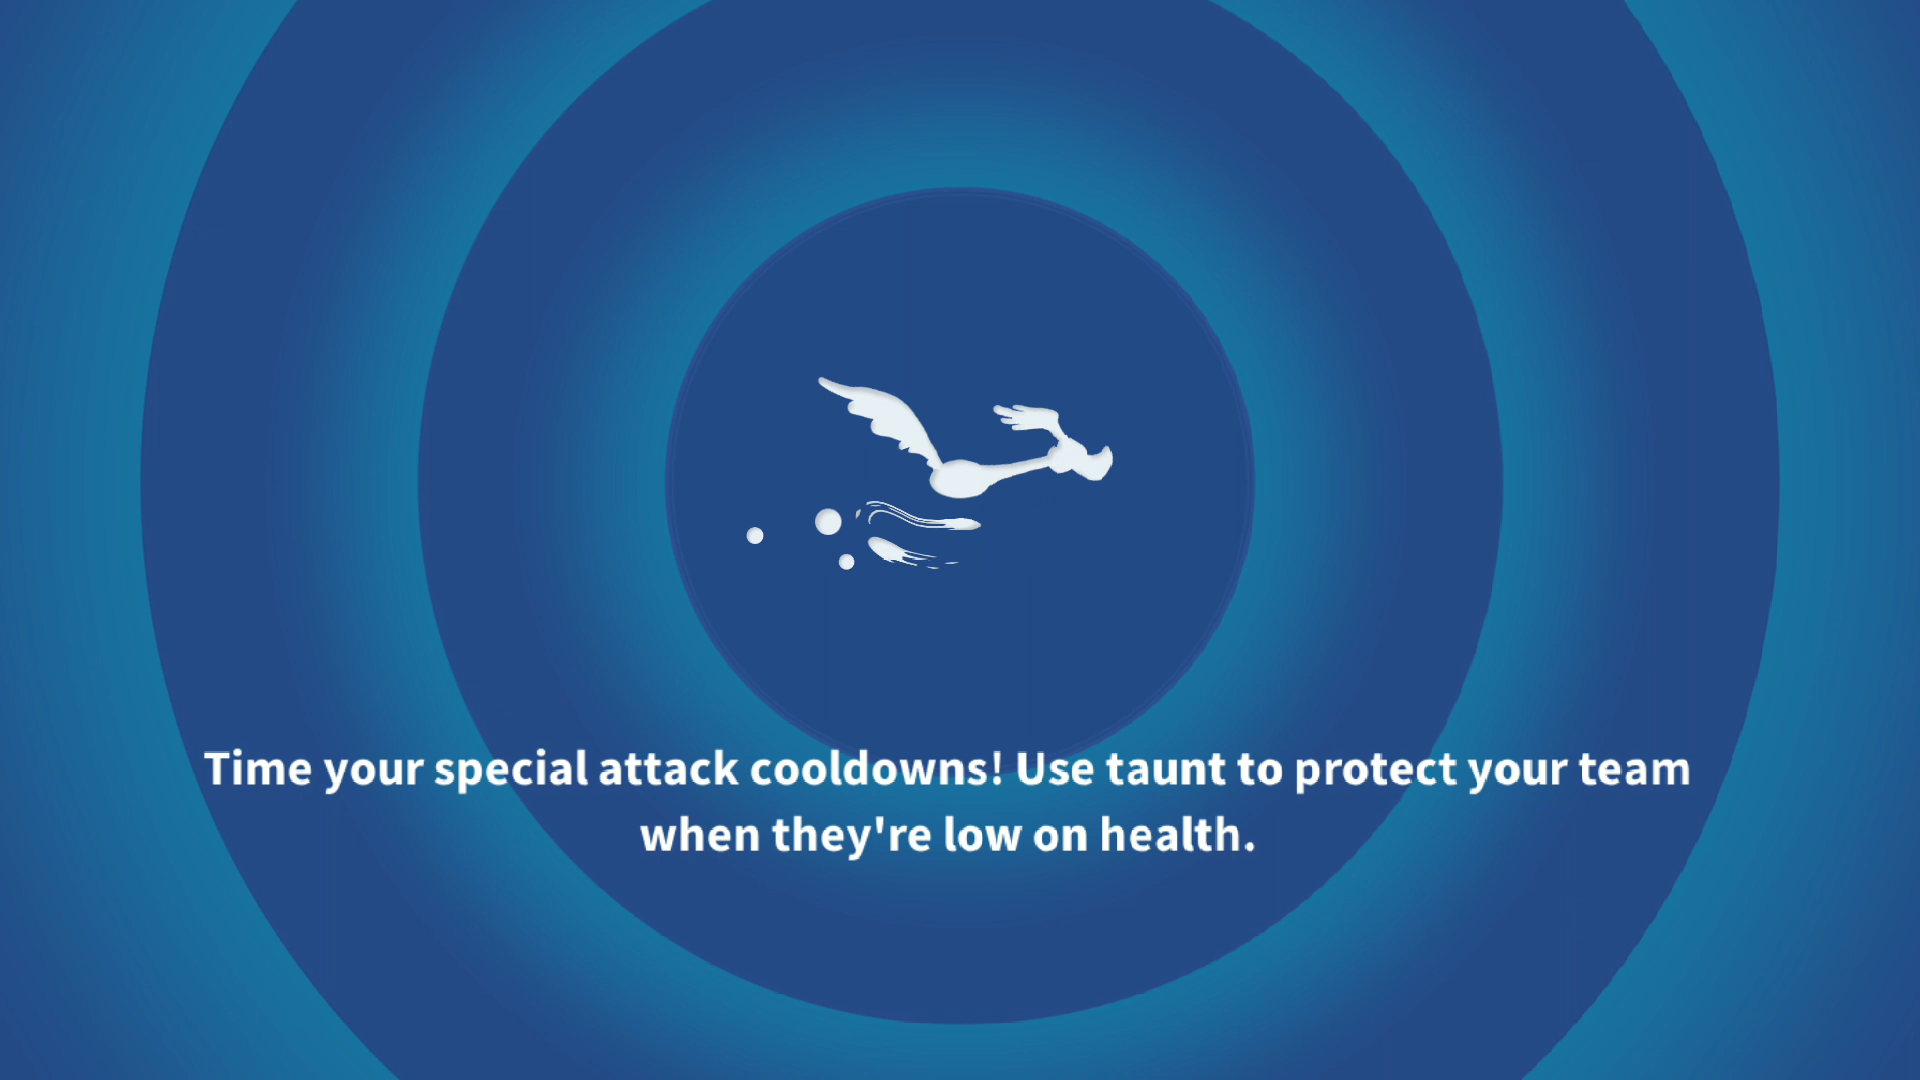 Time your special attack cooldowns! Use taunt to protect your team
when they're low on health.